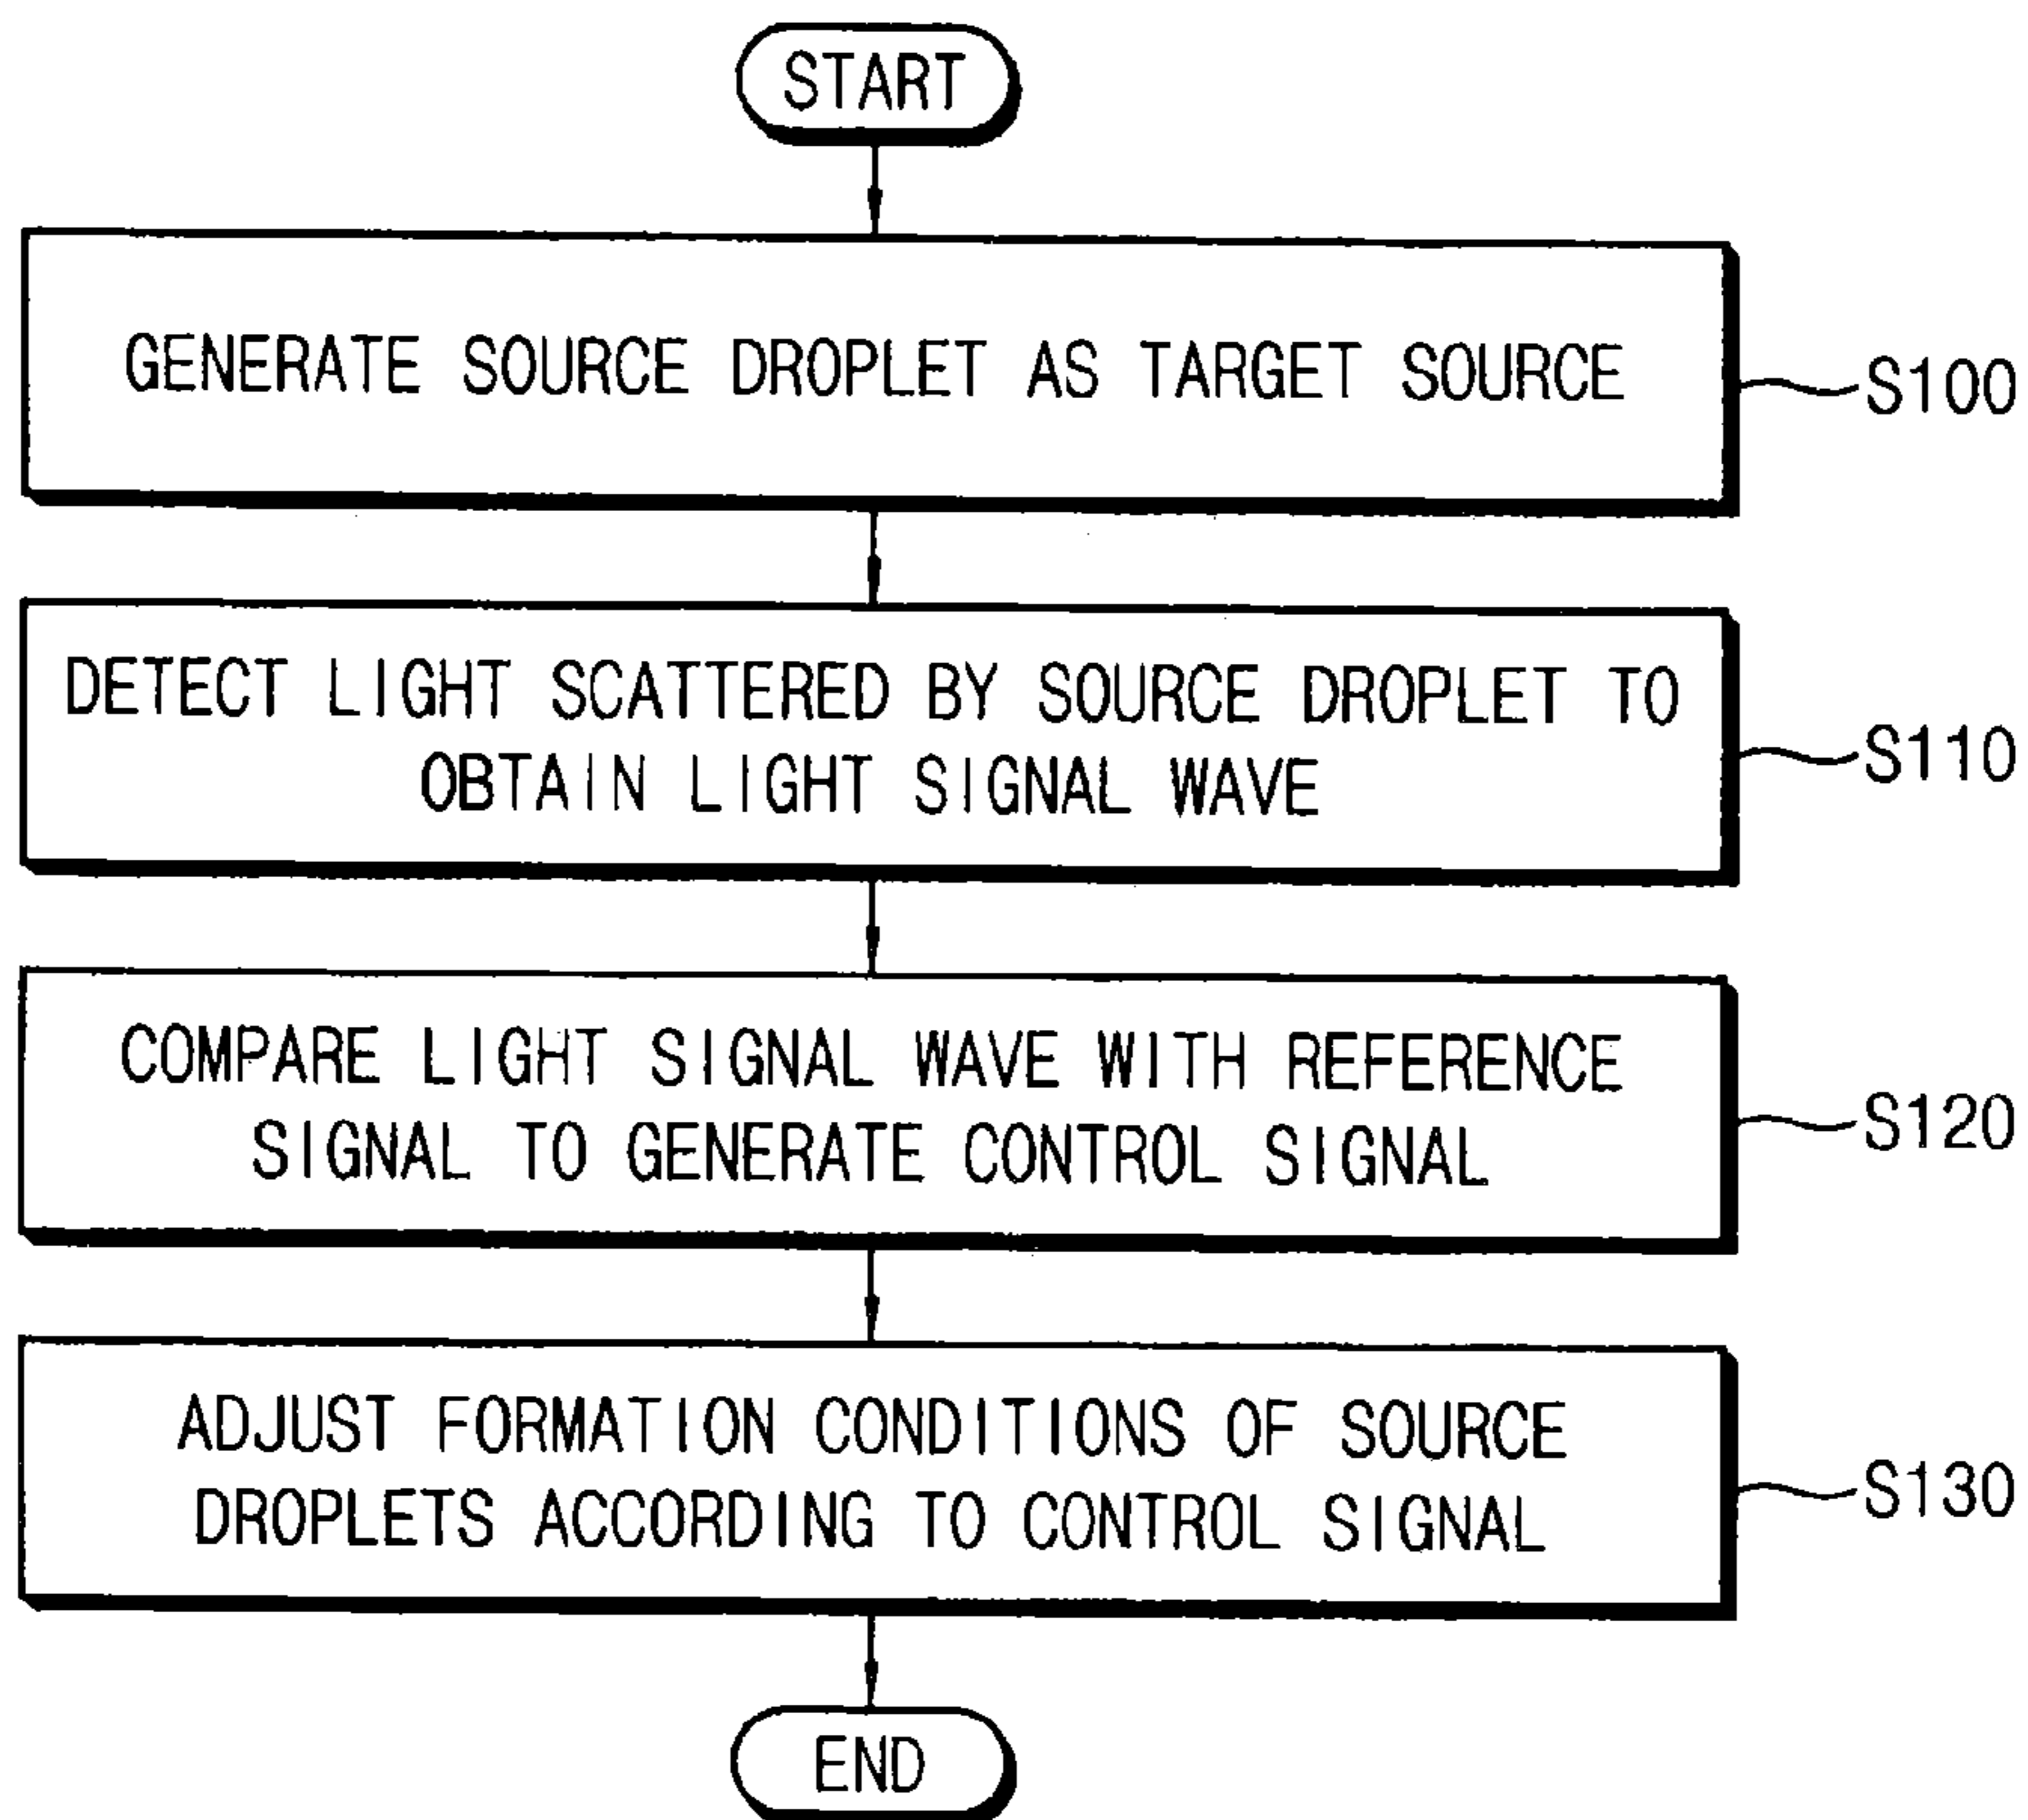 START
GENERATE SOURCE DROPLET AS TARGET SOURCE
S100
DETECT LIGHT SCATTERED BY SOURCE DROPLET TO
OBTAIN LIGHT SIGNAL WAVE
S110
COMPARE LIGHT SIGNAL WAVE WITH REFERENCE
SIGNAL TO GENERATE CONTROL SIGNAL
S120
ADJUST FORMATION CONDITIONS OF SOURCE
DROPLETS ACCORDING TO CONTROL SIGNAL
S130
END